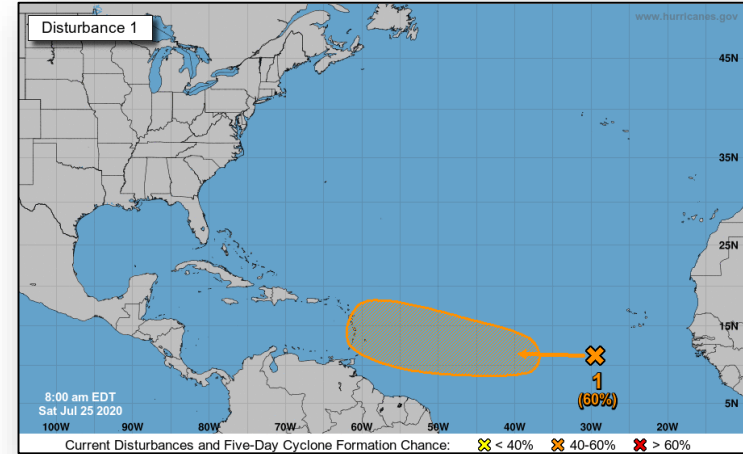 www.hurricanes.gov
Disturbance 1
45N
35N
25N
15N
1
(60%)
8:00 am EDT
Sat Jul 25 2020
5N
100W 90W 80W 70W 60W 50W 40W 30W 20W
Current Disturbances and Five-Day Cyclone Formation Chance: < 40% 40-60% > 60%